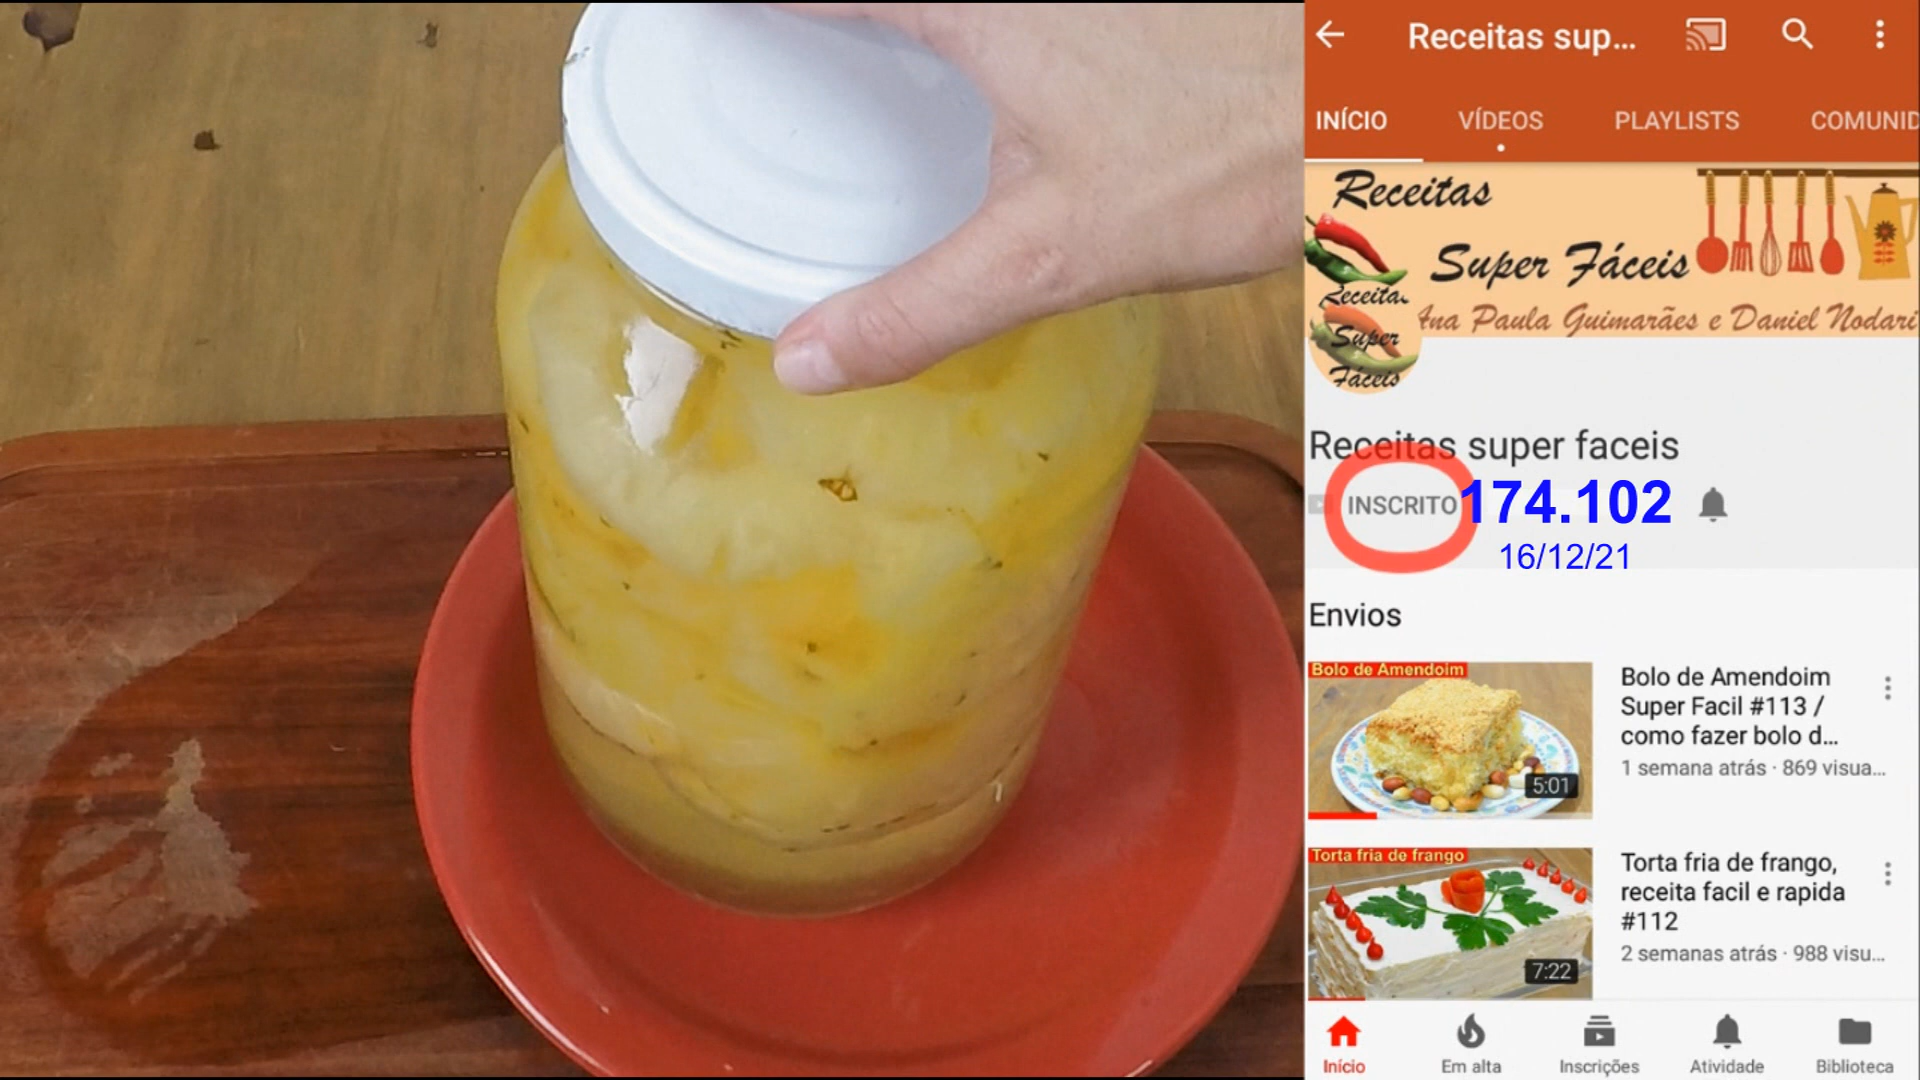 Receitas sup...
INÍCIO VÍDEOS PLAYLISTS COMUNID
Receitas
Super Fáceis
Ana Paula Guimarães e Daniel Nodari
Receitas
Super
Fáceis
Receitas super faceis
INSCRITO 174.102
16/12/21
Envios
Bolo de Amendoim
Bolo de Amendoim
Super Facil #113 /
como fazer bolo d...
1 semana atrás · 869 visua...
5:01
Torta fria de frango
Torta fria de frango,
receita facil e rapida
#112
2 semanas atrás · 988 visu...
7:22
Início Em alta Inscrições Atividade Biblioteca